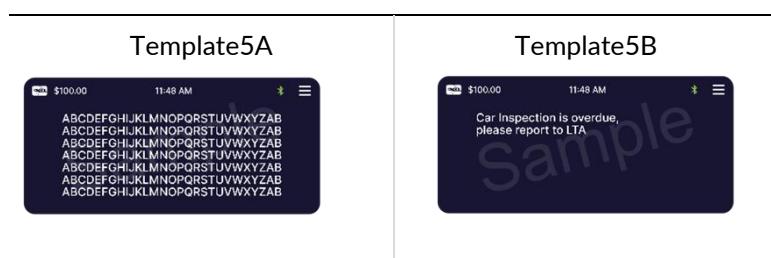 Template5A
$100.00 11:48 AM
ABCDEFGHIJKLMNOPQRSTUVWXYZAB
ABCDEFGHIJKLMNOPQRSTUVWXYZAB
ABCDEFGHIJKLMNOPQRSTUVWXYZAB
ABCDEFGHIJKLMNOPQRSTUVWXYZAB
ABCDEFGHIJKLMNOPQRSTUVWXYZAB
ABCDEFGHIJKLMNOPQRSTUVWXYZAB
ABCDEFGHIJKLMNOPQRSTUVWXYZAB
Template5B
$100.00 11:48 AM
Car Inspection is overdue,
please report to LTA
Sample